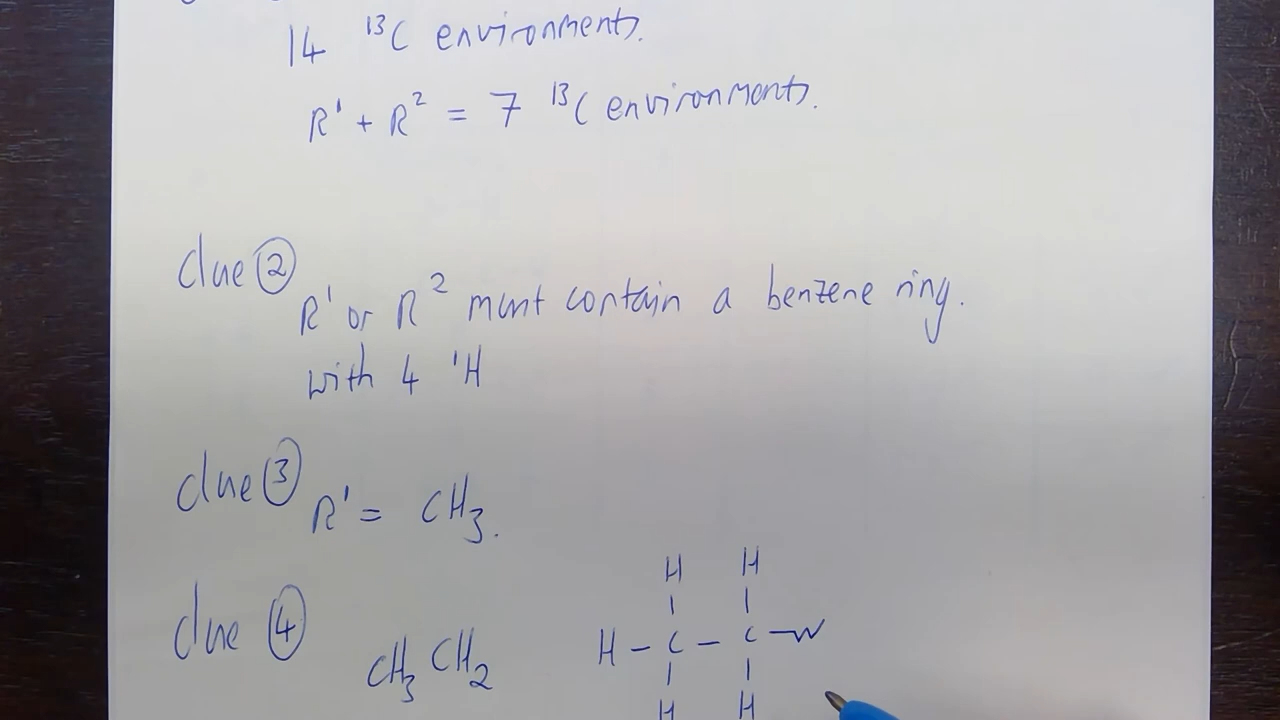 14 ¹³C environments.
R¹ + R² = 7 ¹³C environments.
clue ②
R¹ or R² must contain a benzene ring.
with 4 ¹H
clue ③ R¹ = CH₃.
H H
| |
clue ④ CH₃CH₂ H – C – C – W
| |
H H